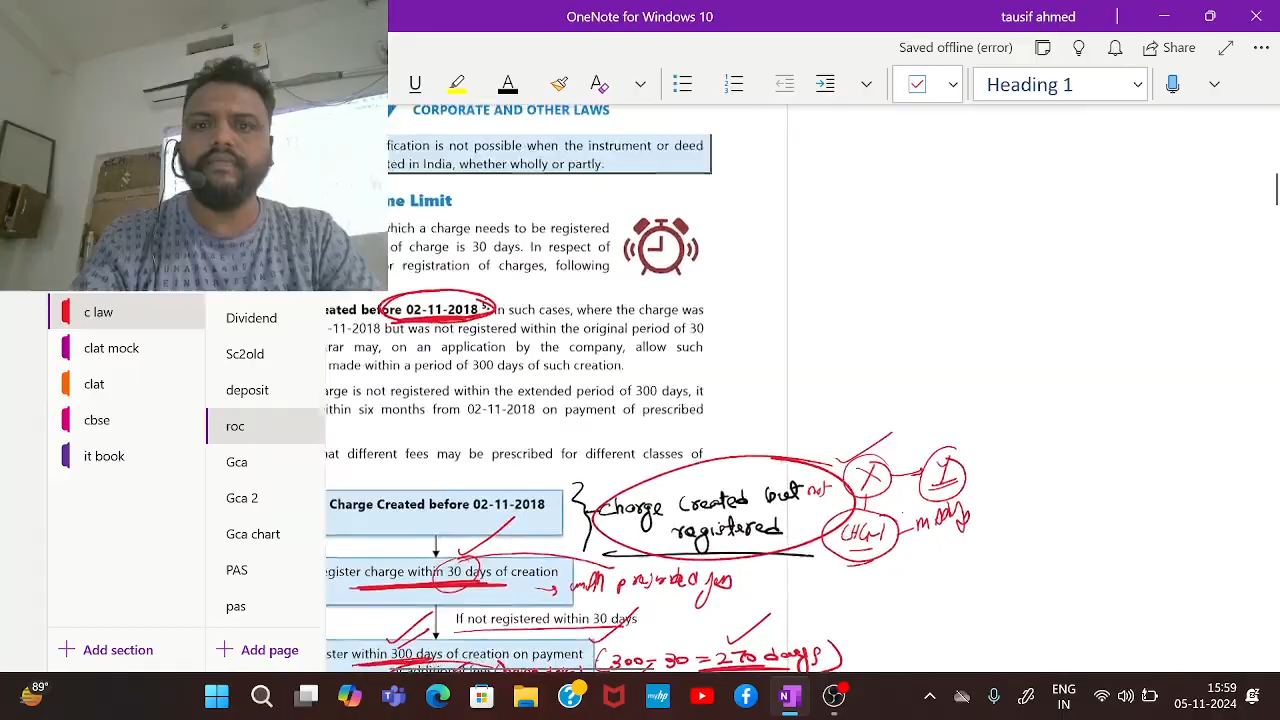 OneNote for Windows 10
tausif ahmed
Saved offline (error)
Share
U
A
Heading 1
CORPORATE AND OTHER LAWS
ification is not possible when the instrument or deed
ted in India, whether wholly or partly.
me Limit
which a charge needs to be registered
of charge is 30 days. In respect of
or registration of charges, following
eated before 02-11-2018: In such cases, where the charge was
-11-2018 but was not registered within the original period of 30
rar may, on an application by the company, allow such
made within a period of 300 days of such creation.
arge is not registered within the extended period of 300 days, it
ithin six months from 02-11-2018 on payment of prescribed
hat different fees may be prescribed for different classes of
Charge Created before 02-11-2018
Charge Created but not
registered
X
Y
CHG-1
egister charge within 30 days of creation
If not registered within 30 days
ster within 300 days of creation on payment
(300-30 = 270 days)
c law
clat mock
clat
cbse
it book
Add section
Dividend
Sc2old
deposit
roc
Gca
Gca 2
Gca chart
PAS
pas
Add page
89°
ENG
IN
15:59
05-11-2024